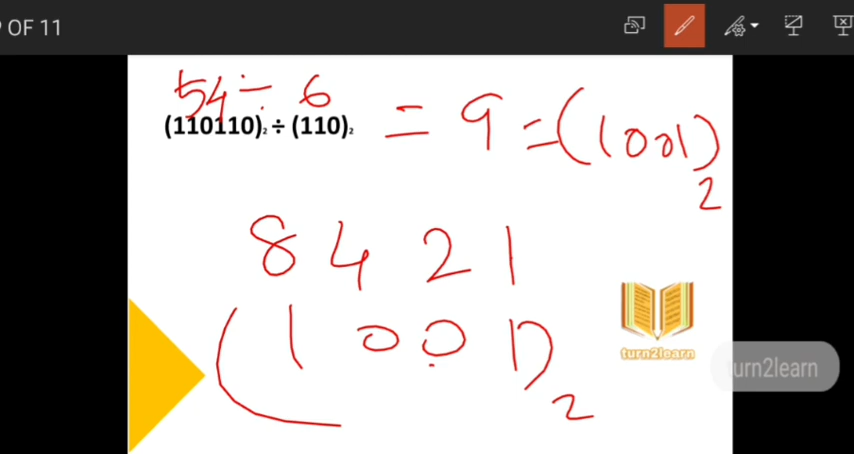 OF 11
54 ÷ 6
(110110)₂ ÷ (110)₂ = 9 = (1001)₂
8 4 2 1
(1 0 0 1)₂
turn2learn
urn2learn